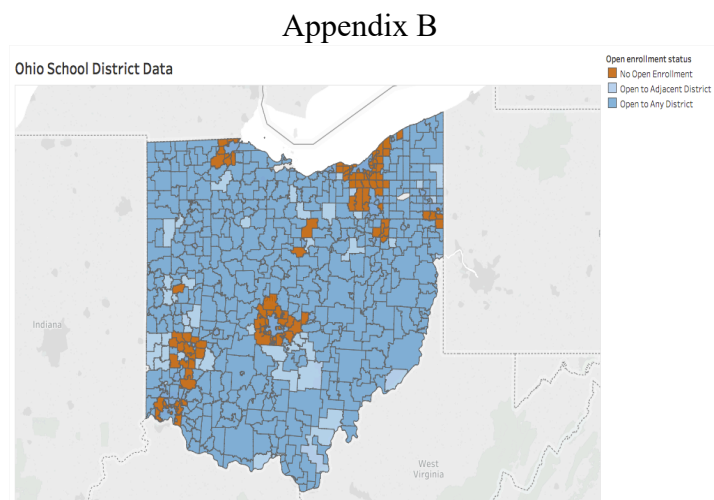 Appendix B
Ohio School District Data
Open enrollment status
No Open Enrollment
Open to Adjacent District
Open to Any District
Indiana
West
Virginia